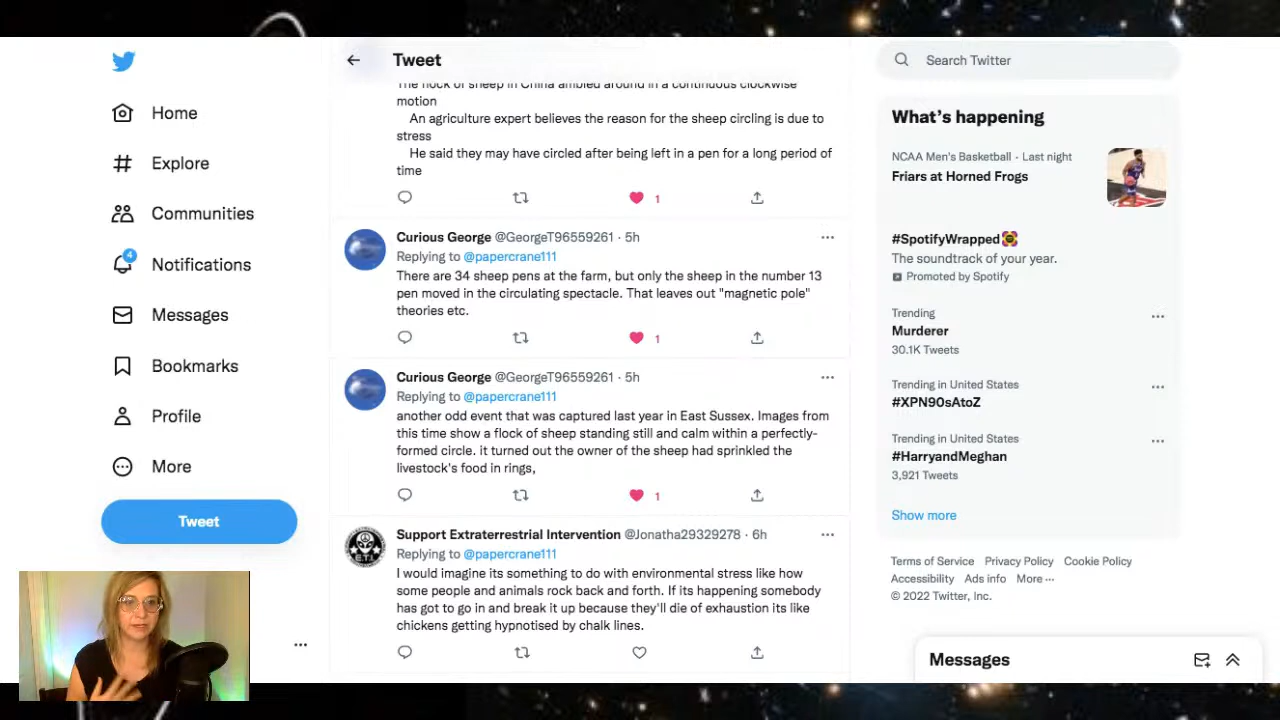 Home
Explore
Communities
4
Notifications
Messages
Bookmarks
Profile
More
Tweet
Tweet
The flock of sheep in China ambled around in a continuous clockwise
motion
An agriculture expert believes the reason for the sheep circling is due to
stress
He said they may have circled after being left in a pen for a long period of
time
1
Curious George @GeorgeT96559261 · 5h
Replying to @papercrane111
There are 34 sheep pens at the farm, but only the sheep in the number 13
pen moved in the circulating spectacle. That leaves out "magnetic pole"
theories etc.
1
Curious George @GeorgeT96559261 · 5h
Replying to @papercrane111
another odd event that was captured last year in East Sussex. Images from
this time show a flock of sheep standing still and calm within a perfectly-
formed circle. it turned out the owner of the sheep had sprinkled the
livestock's food in rings,
1
Support Extraterrestrial Intervention @Jonatha29329278 · 6h
Replying to @papercrane111
I would imagine its something to do with environmental stress like how
some people and animals rock back and forth. If its happening somebody
has got to go in and break it up because they'll die of exhaustion its like
chickens getting hypnotised by chalk lines.
Search Twitter
What's happening
NCAA Men's Basketball · Last night
Friars at Horned Frogs
#SpotifyWrapped
The soundtrack of your year.
Promoted by Spotify
Trending
Murderer
30.1K Tweets
Trending in United States
#XPN90sAtoZ
Trending in United States
#HarryandMeghan
3,921 Tweets
Show more
Terms of Service Privacy Policy Cookie Policy
Accessibility Ads info More ···
© 2022 Twitter, Inc.
Messages